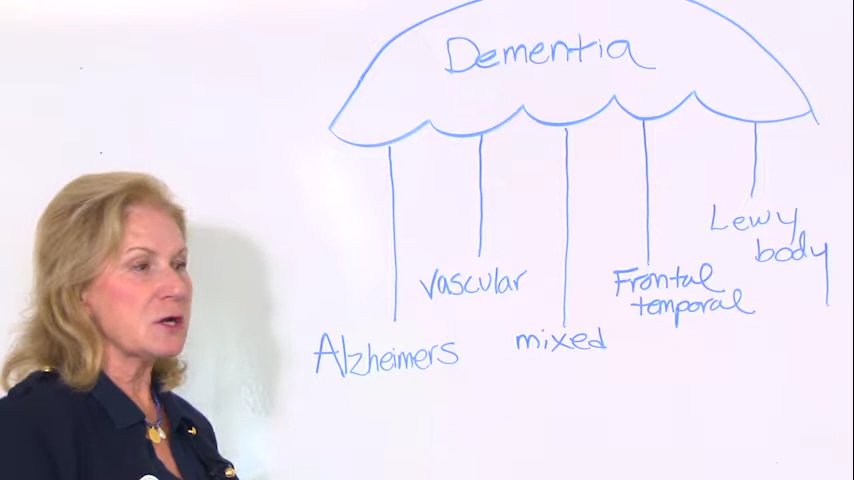 Dementia
Lewy
body
Vascular
Frontal
temporal
Alzheimers
mixed